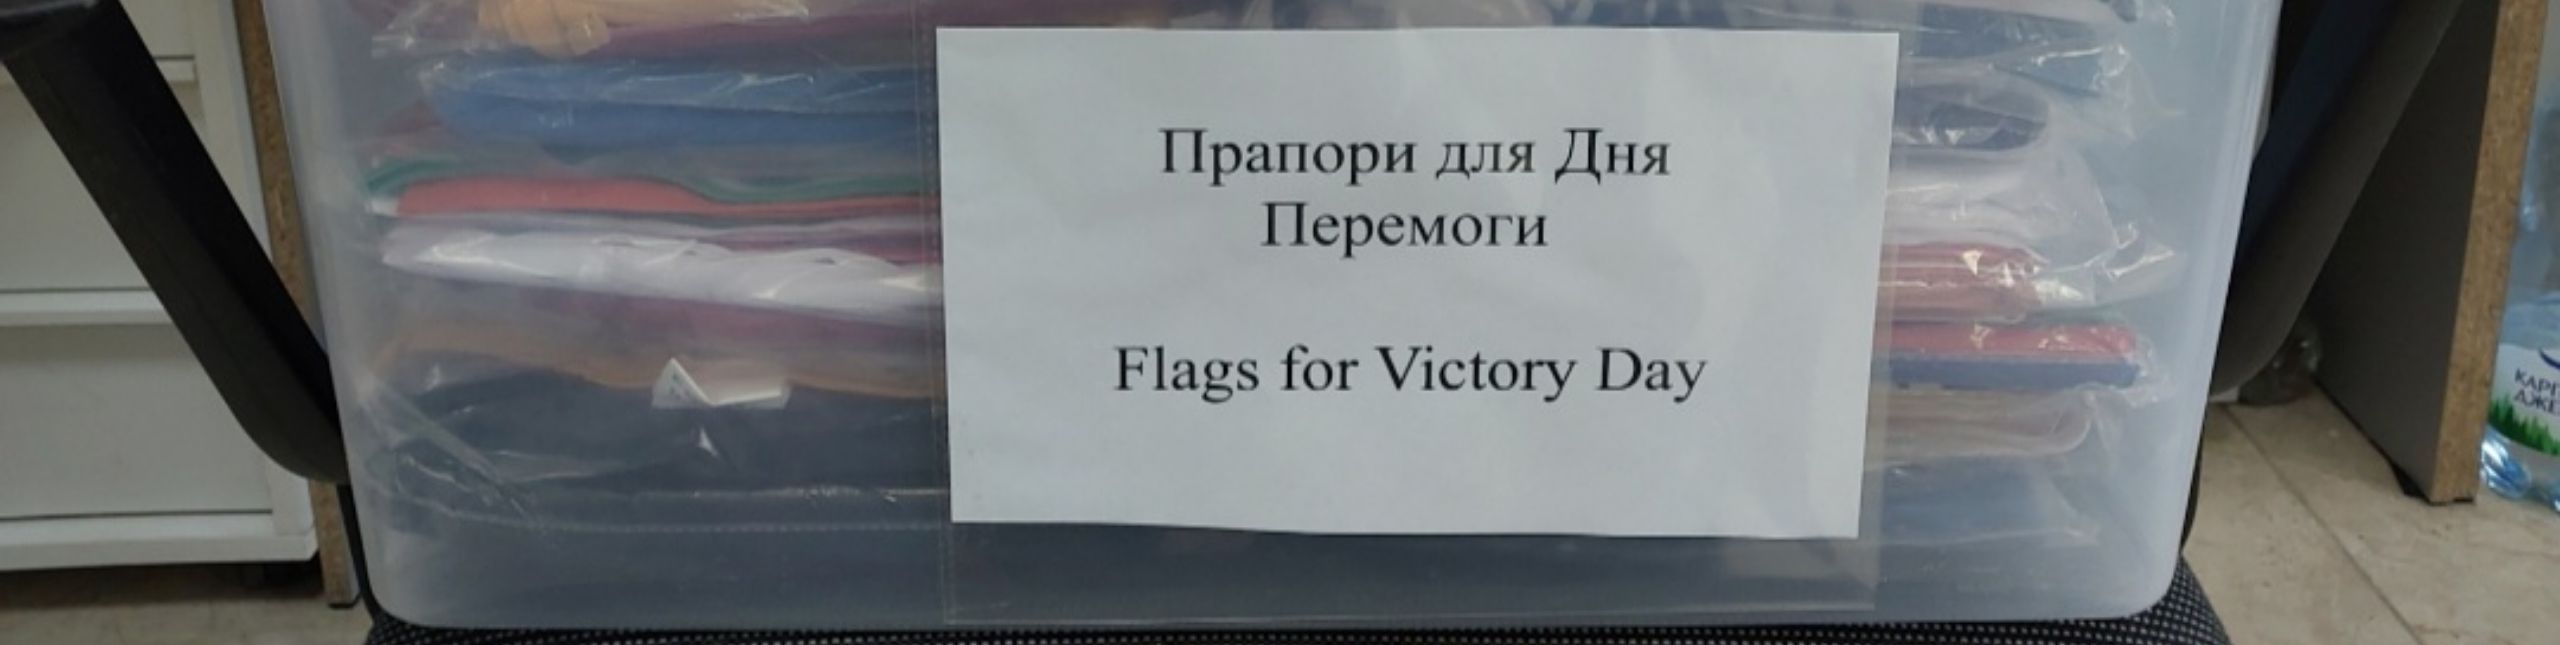 Прапори для Дня
Перемоги
Flags for Victory Day